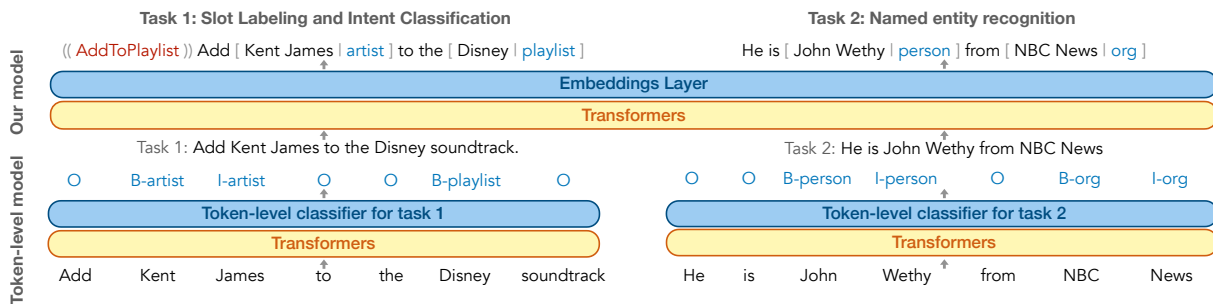 Task 1: Slot Labeling and Intent Classification
Task 2: Named entity recognition
Our model
(( AddToPlaylist )) Add [ Kent James | artist ] to the [ Disney | playlist ]
He is [ John Wethy | person ] from [ NBC News | org ]
Embeddings Layer
Transformers
Task 1: Add Kent James to the Disney soundtrack.
Task 2: He is John Wethy from NBC News
Token-level model
O B-artist I-artist O O B-playlist O
O O B-person I-person O B-org I-org
Token-level classifier for task 1
Token-level classifier for task 2
Transformers
Transformers
Add Kent James to the Disney soundtrack
He is John Wethy from NBC News